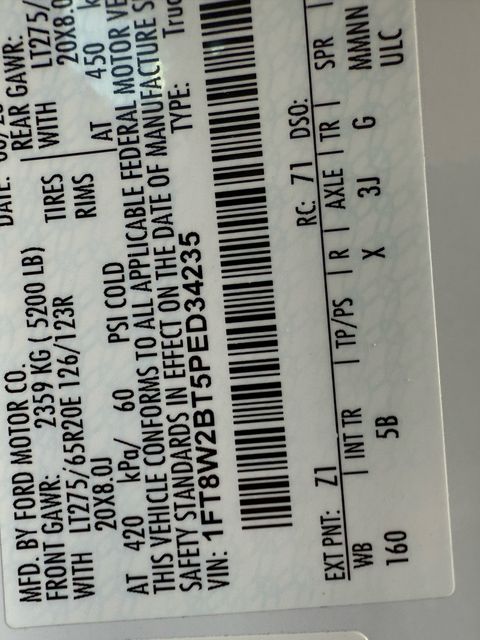 DATE:
MFD. BY FORD MOTOR CO.
FRONT GAWR: 2359 KG ( 5200 LB) REAR GAWR:
WITH LT275/65R20E 126/123R TIRES WITH LT275/
20X8.0J RIMS 20X8.0
AT 420 kPa/ 60 PSI COLD AT 450 k
THIS VEHICLE CONFORMS TO ALL APPLICABLE FEDERAL MOTOR VE
SAFETY STANDARDS IN EFFECT ON THE DATE OF MANUFACTURE S
VIN: 1FT8W2BT5PED34235 TYPE: Truc
EXT PNT: Z1 RC: 71 DSO:
WB | INT TR | TP/PS | R | AXLE | TR | SPR
160 5B X 3J G MMNN
ULC